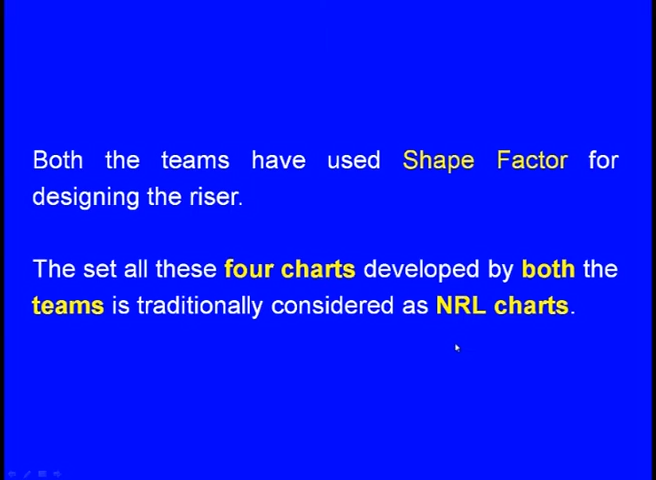 Both the teams have used Shape Factor for
designing the riser.
The set all these four charts developed by both the
teams is traditionally considered as NRL charts.